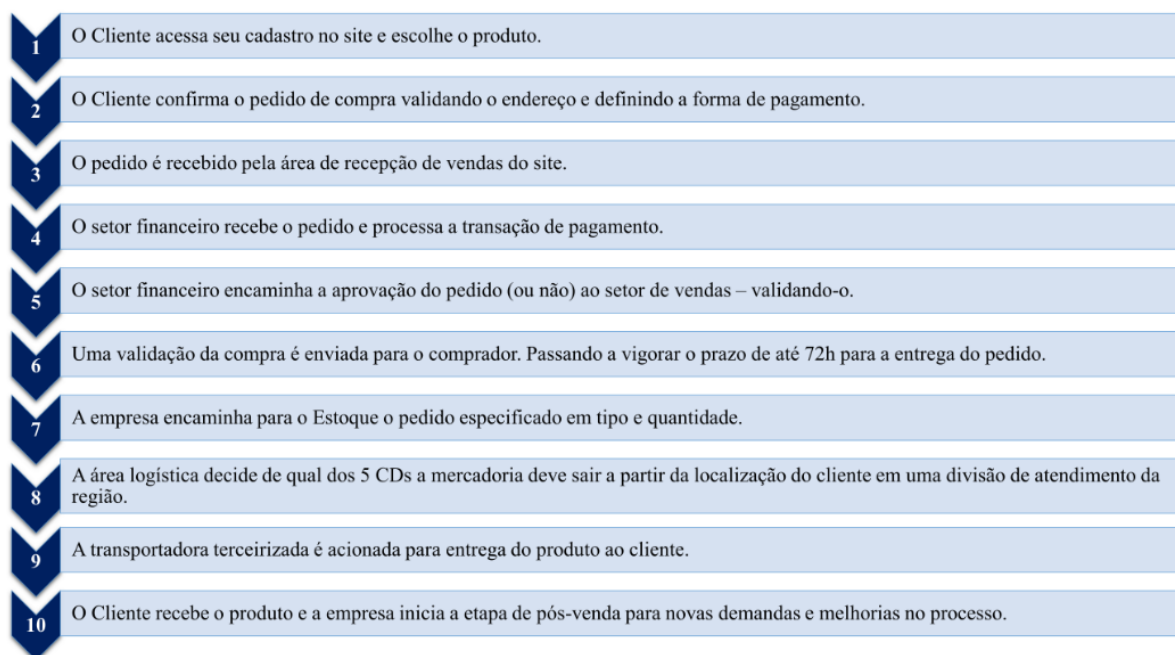 1
O Cliente acessa seu cadastro no site e escolhe o produto.
2
O Cliente confirma o pedido de compra validando o endereço e definindo a forma de pagamento.
3
O pedido é recebido pela área de recepção de vendas do site.
4
O setor financeiro recebe o pedido e processa a transação de pagamento.
5
O setor financeiro encaminha a aprovação do pedido (ou não) ao setor de vendas – validando-o.
6
Uma validação da compra é enviada para o comprador. Passando a vigorar o prazo de até 72h para a entrega do pedido.
7
A empresa encaminha para o Estoque o pedido especificado em tipo e quantidade.
8
A área logística decide de qual dos 5 CDs a mercadoria deve sair a partir da localização do cliente em uma divisão de atendimento da
região.
9
A transportadora terceirizada é acionada para entrega do produto ao cliente.
10
O Cliente recebe o produto e a empresa inicia a etapa de pós-venda para novas demandas e melhorias no processo.